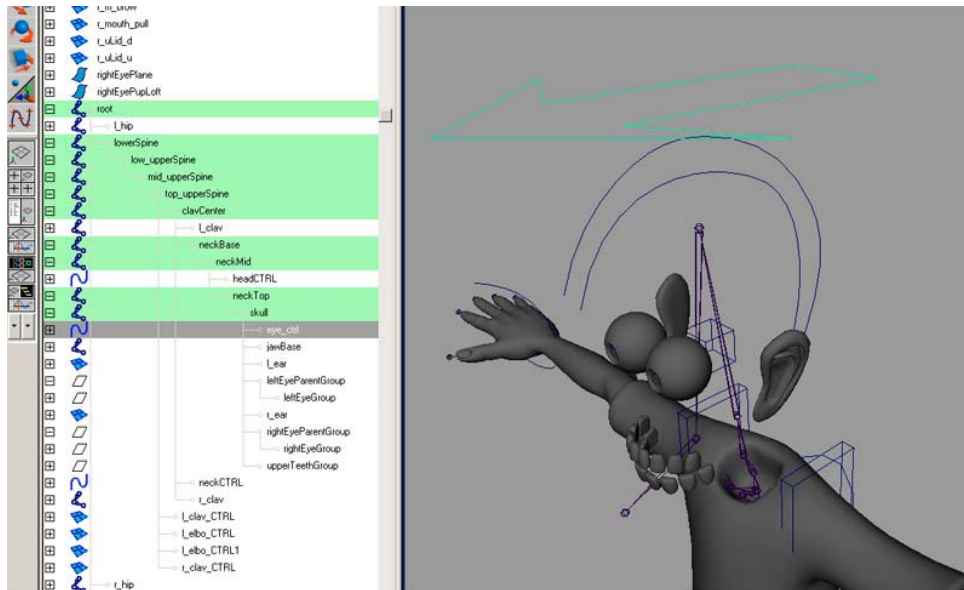 r_m_brow
r_mouth_pull
r_uLid_d
r_uLid_u
rightEyePlane
rightEyePupLoft
root
l_hip
lowerSpine
low_upperSpine
mid_upperSpine
top_upperSpine
clavCenter
l_clav
neckBase
neckMid
headCTRL
neckTop
skull
eye_ctrl
jawBase
l_ear
leftEyeParentGroup
leftEyeGroup
r_ear
rightEyeParentGroup
rightEyeGroup
upperTeethGroup
neckCTRL
r_clav
l_clav_CTRL
l_elbo_CTRL
l_elbo_CTRL1
r_clav_CTRL
r_hip